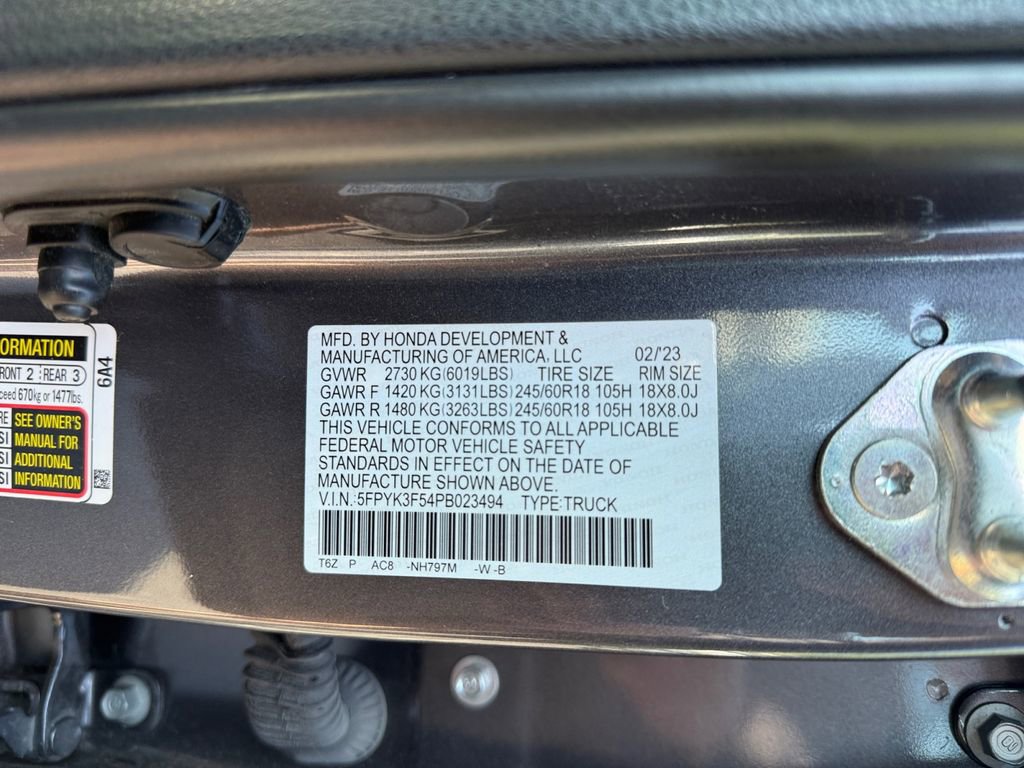 ORMATION
RONT 2 REAR 3
ceed 670kg or 1477lbs.
RE
SI
SI
SI
SEE OWNER'S
MANUAL FOR
ADDITIONAL
INFORMATION
6A4
MFD. BY HONDA DEVELOPMENT &
MANUFACTURING OF AMERICA, LLC 02/'23
GVWR 2730 KG(6019LBS) TIRE SIZE RIM SIZE
GAWR F 1420 KG(3131LBS) 245/60R18 105H 18X8.0J
GAWR R 1480 KG(3263LBS) 245/60R18 105H 18X8.0J
THIS VEHICLE CONFORMS TO ALL APPLICABLE
FEDERAL MOTOR VEHICLE SAFETY
STANDARDS IN EFFECT ON THE DATE OF
MANUFACTURE SHOWN ABOVE.
V.I.N.:5FPYK3F54PB023494 TYPE:TRUCK
T6Z P AC8 -NH797M -W -B